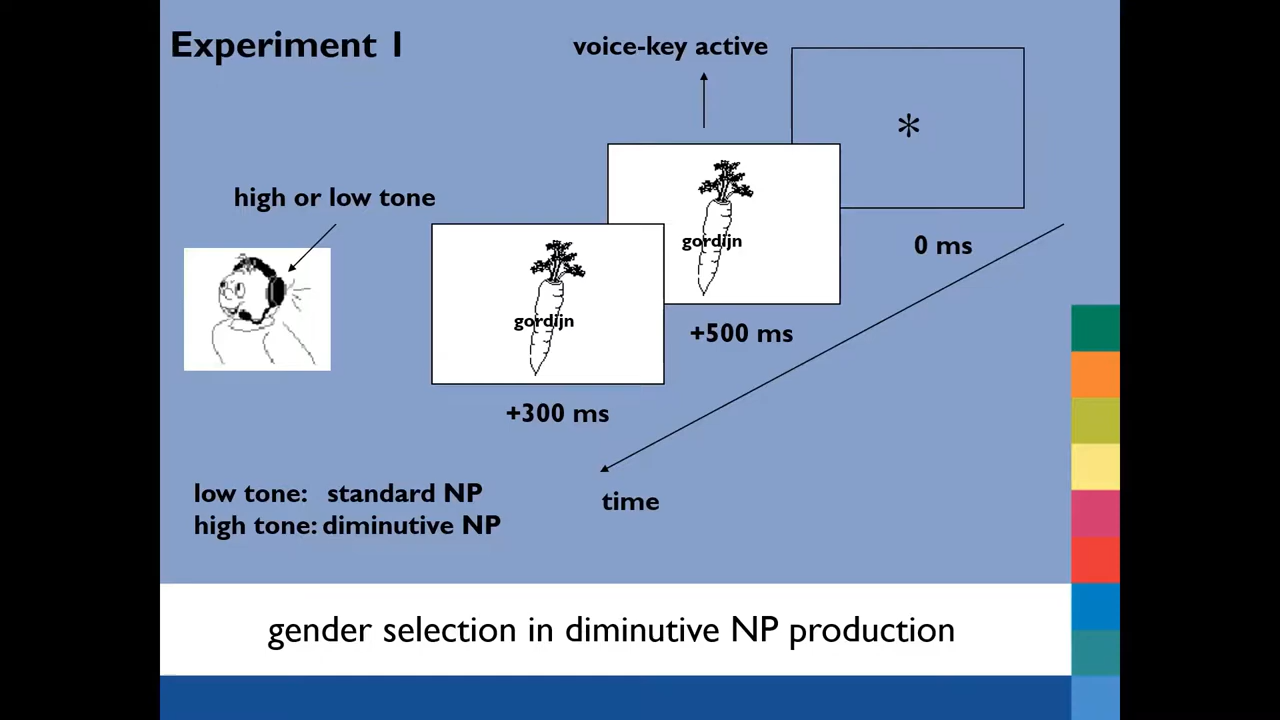 Experiment 1
voice-key active
*
high or low tone
gordijn
0 ms
gordijn
+500 ms
+300 ms
low tone: standard NP
high tone: diminutive NP
time
gender selection in diminutive NP production